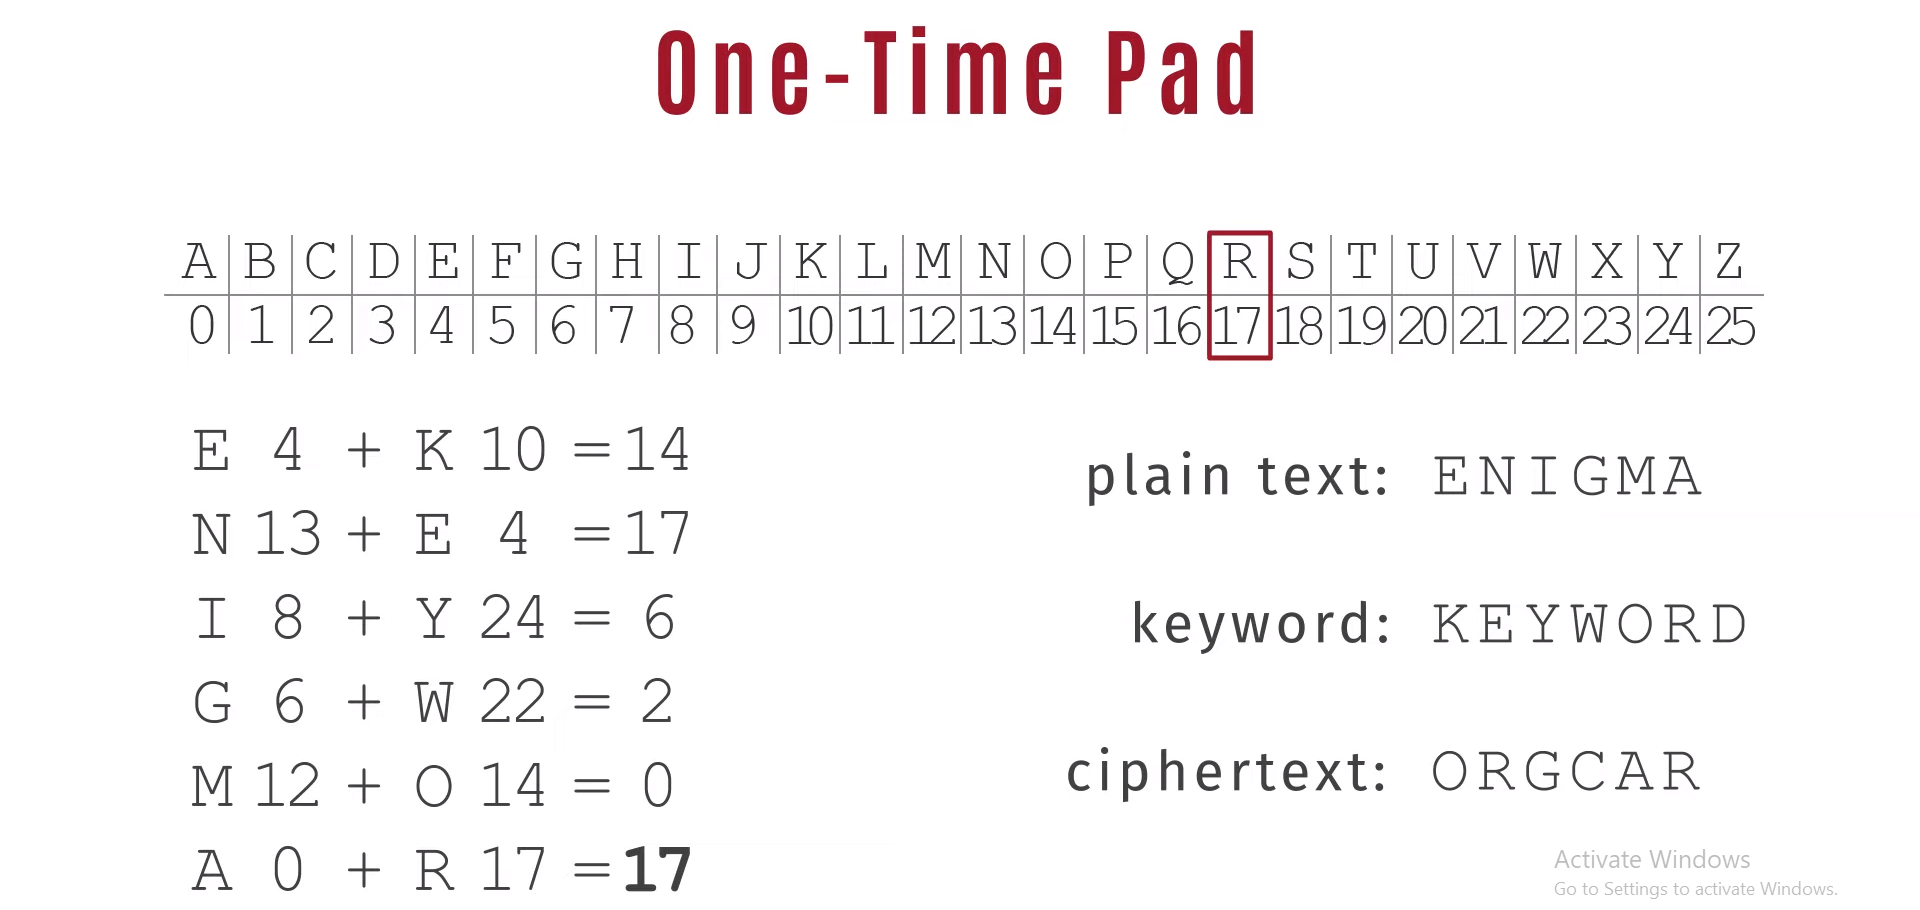 One-Time Pad
A B C D E F G H I J K L M N O P Q R S T U V W X Y Z
0 1 2 3 4 5 6 7 8 9 10 11 12 13 14 15 16 17 18 19 20 21 22 23 24 25
E 4 + K 10 = 14
N 13 + E 4 = 17
I 8 + Y 24 = 6
G 6 + W 22 = 2
M 12 + O 14 = 0
A 0 + R 17 = 17
plain text: ENIGMA
keyword: KEYWORD
ciphertext: ORGCAR
Activate Windows
Go to Settings to activate Windows.